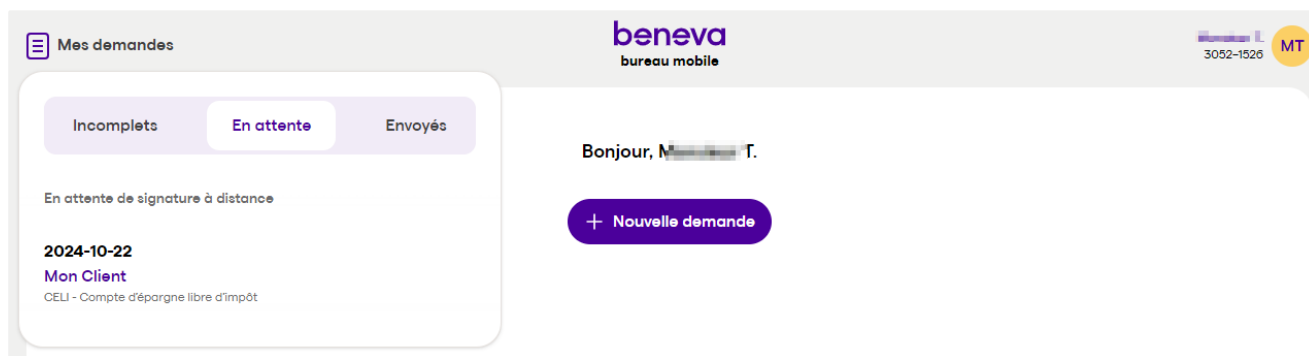 Mes demandes
beneva
bureau mobile
3052-1526
MT
Incomplets
En attente
Envoyés
En attente de signature à distance
2024-10-22
Mon Client
CELI - Compte d'épargne libre d'impôt
Bonjour, T.
+ Nouvelle demande